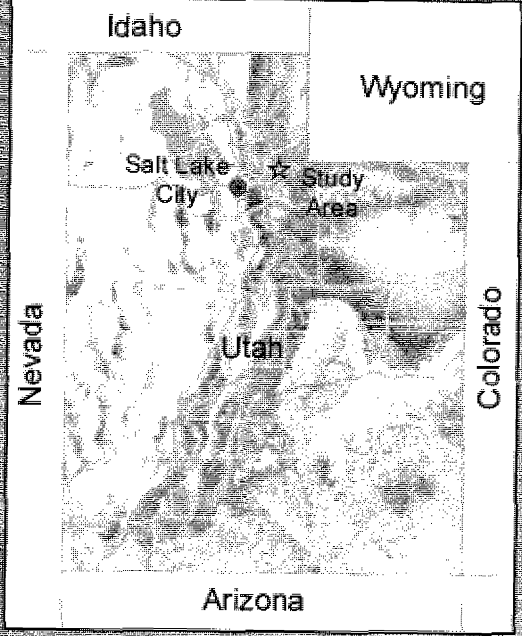 Idaho
Wyoming
Salt Lake
City
Study
Area
Nevada
Utah
Colorado
Arizona